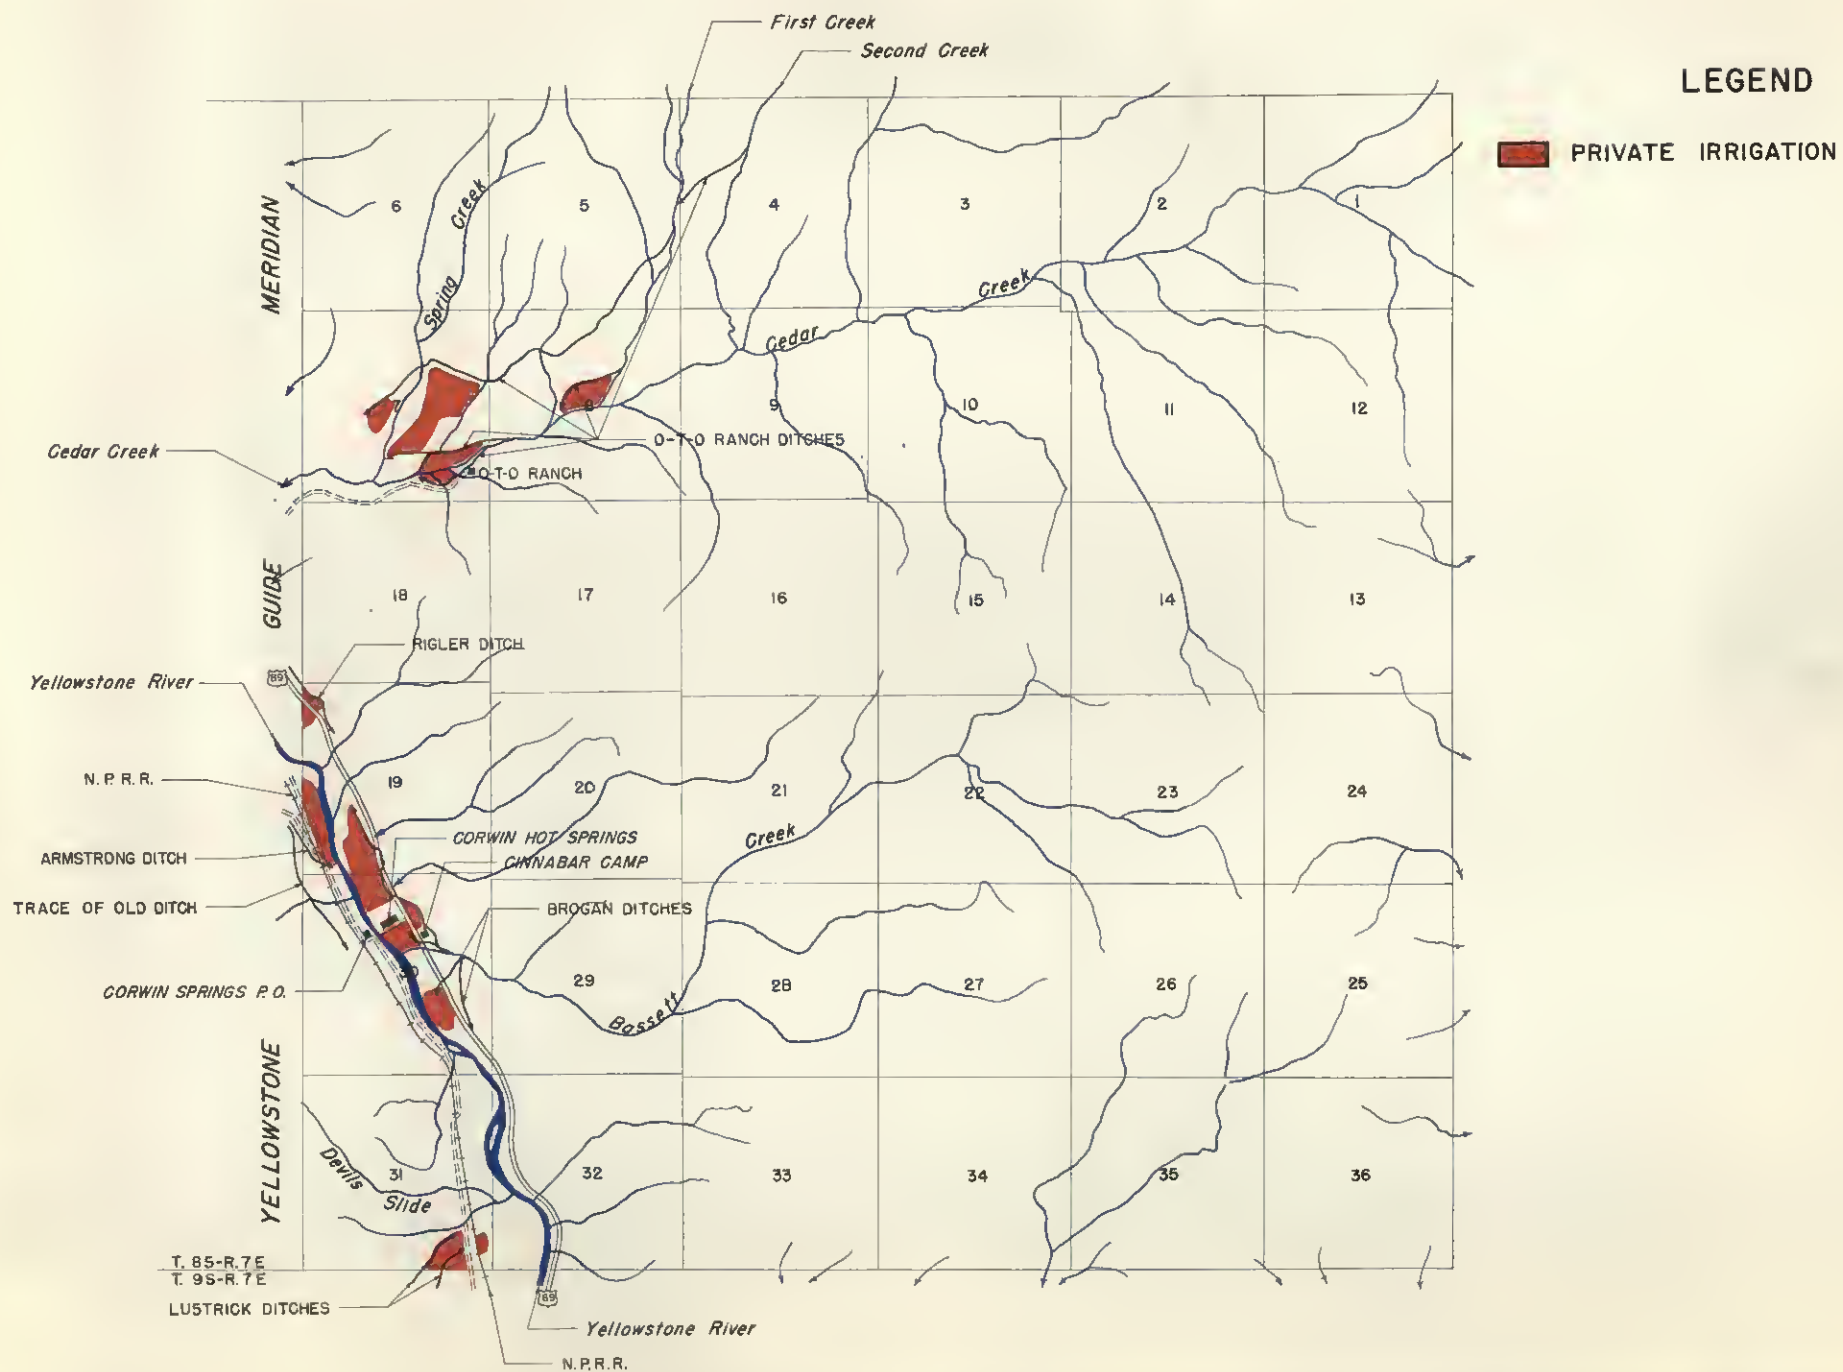 First Creek
Second Creek
LEGEND
PRIVATE IRRIGATION
MERIDIAN
6
Spring Creek
5
4
3
2
1
Cedar Creek
7
8
9
10
11
12
Cedar Creek
O-T-O RANCH DITCHES
O-T-O RANCH
GUIDE
18
17
16
15
14
13
RIGLER DITCH
89
Yellowstone River
N.P.R.R.
19
20
21
22
23
24
Creek
CORWIN HOT SPRINGS
CINNABAR CAMP
ARMSTRONG DITCH
TRACE OF OLD DITCH
BROGAN DITCHES
CORWIN SPRINGS P.O.
29
28
27
26
25
Bassett
YELLOWSTONE
31
32
33
34
35
36
Devils Slide
T. 8S-R.7E
T. 9S-R.7E
LUSTRICK DITCHES
89
Yellowstone River
N.P.R.R.